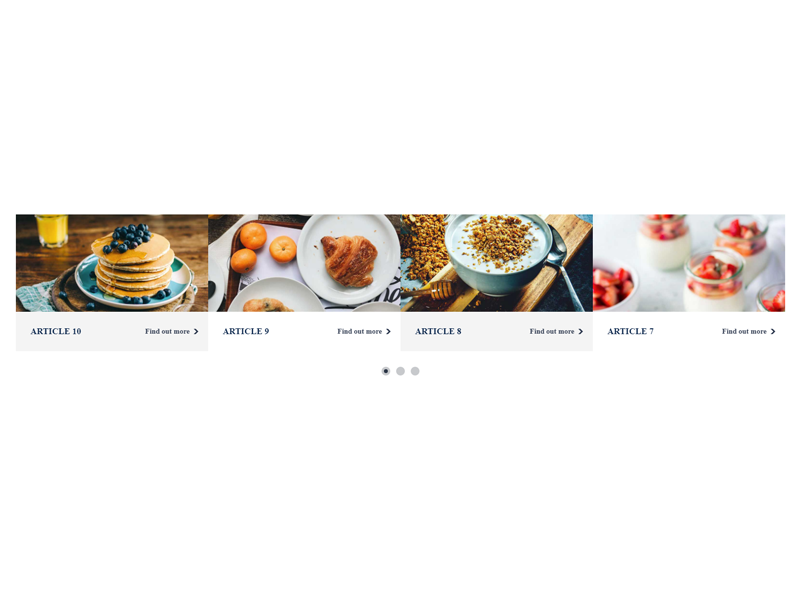 ARTICLE 10 Find out more
ARTICLE 9 Find out more
ARTICLE 8 Find out more
ARTICLE 7 Find out more